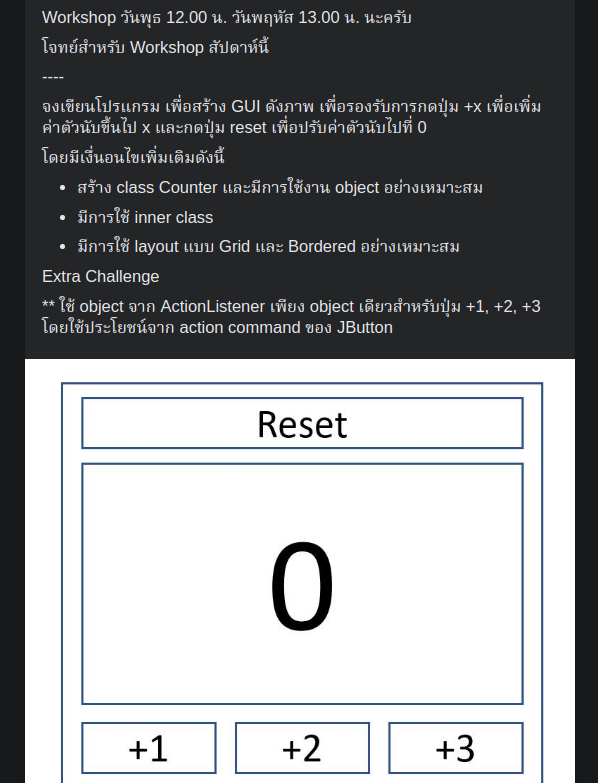 Workshop วันพุธ 12.00 น. วันพฤหัส 13.00 น. นะครับ
โจทย์สำหรับ Workshop สัปดาห์นี้
----
จงเขียนโปรแกรม เพื่อสร้าง GUI ดังภาพ เพื่อรองรับการกดปุ่ม +x เพื่อเพิ่ม
ค่าตัวนับขึ้นไป x และกดปุ่ม reset เพื่อปรับค่าตัวนับไปที่ 0
โดยมีเงื่นอนไขเพิ่มเติมดังนี้
• สร้าง class Counter และมีการใช้งาน object อย่างเหมาะสม
• มีการใช้ inner class
• มีการใช้ layout แบบ Grid และ Bordered อย่างเหมาะสม
Extra Challenge
** ใช้ object จาก ActionListener เพียง object เดียวสำหรับปุ่ม +1, +2, +3
โดยใช้ประโยชน์จาก action command ของ JButton
Reset
0
+1 +2 +3